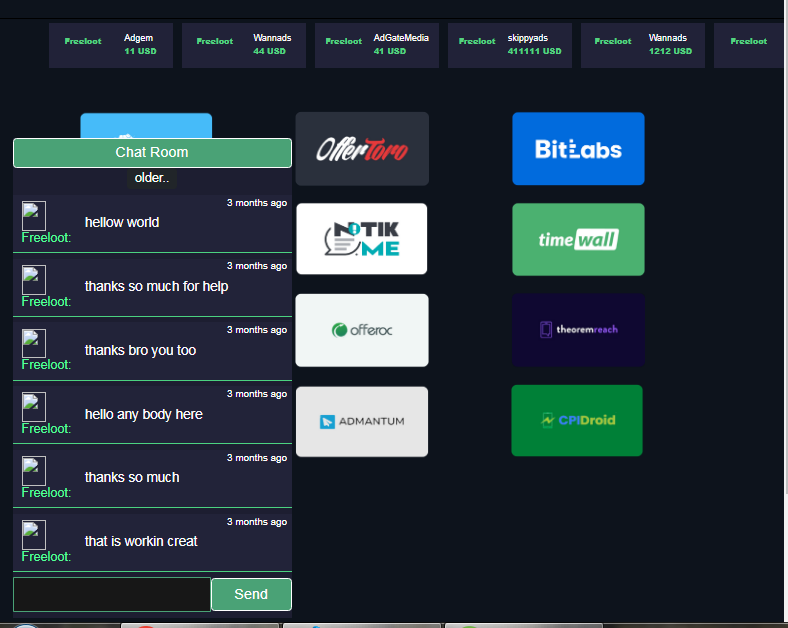 Freeloot Adgem 11 USD
Freeloot Wannads 44 USD
Freeloot AdGateMedia 41 USD
Freeloot skippyads 411111 USD
Freeloot Wannads 1212 USD
Freeloot
Chat Room
older..
3 months ago
hellow world
Freeloot:
3 months ago
thanks so much for help
Freeloot:
3 months ago
thanks bro you too
Freeloot:
3 months ago
hello any body here
Freeloot:
3 months ago
thanks so much
Freeloot:
3 months ago
that is workin creat
Freeloot:
Send
OfferToro
BitLabs
NOTIK
ME
timewall
offeroc
theoremreach
ADMANTUM
CPIDroid